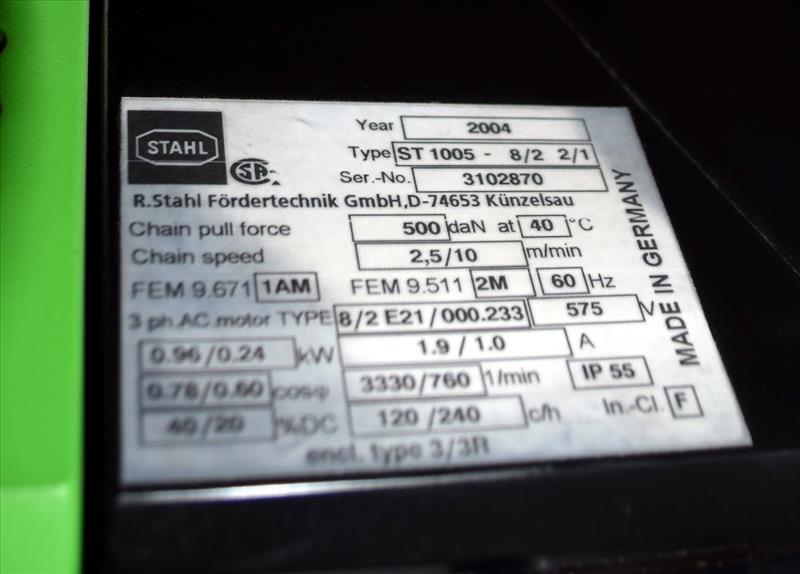 STAHL
SA
Year 2004
Type ST 1005 - 8/2 2/1
Ser.-No. 3102870
R.Stahl Fördertechnik GmbH,D-74653 Künzelsau
Chain pull force 500 daN at 40 °C
Chain speed 2,5/10 m/min
FEM 9.671 1AM FEM 9.511 2M 60 Hz
3 ph.AC.motor TYPE 8/2 E21/000.233 575 V
0.96/0.24 kW 1.9 / 1.0 A
0.78/0.60 cosφ 3330/760 1/min IP 55
40/20 %DC 120 /240 c/h In.-Cl. F
encl. type 3/3R
MADE IN GERMANY